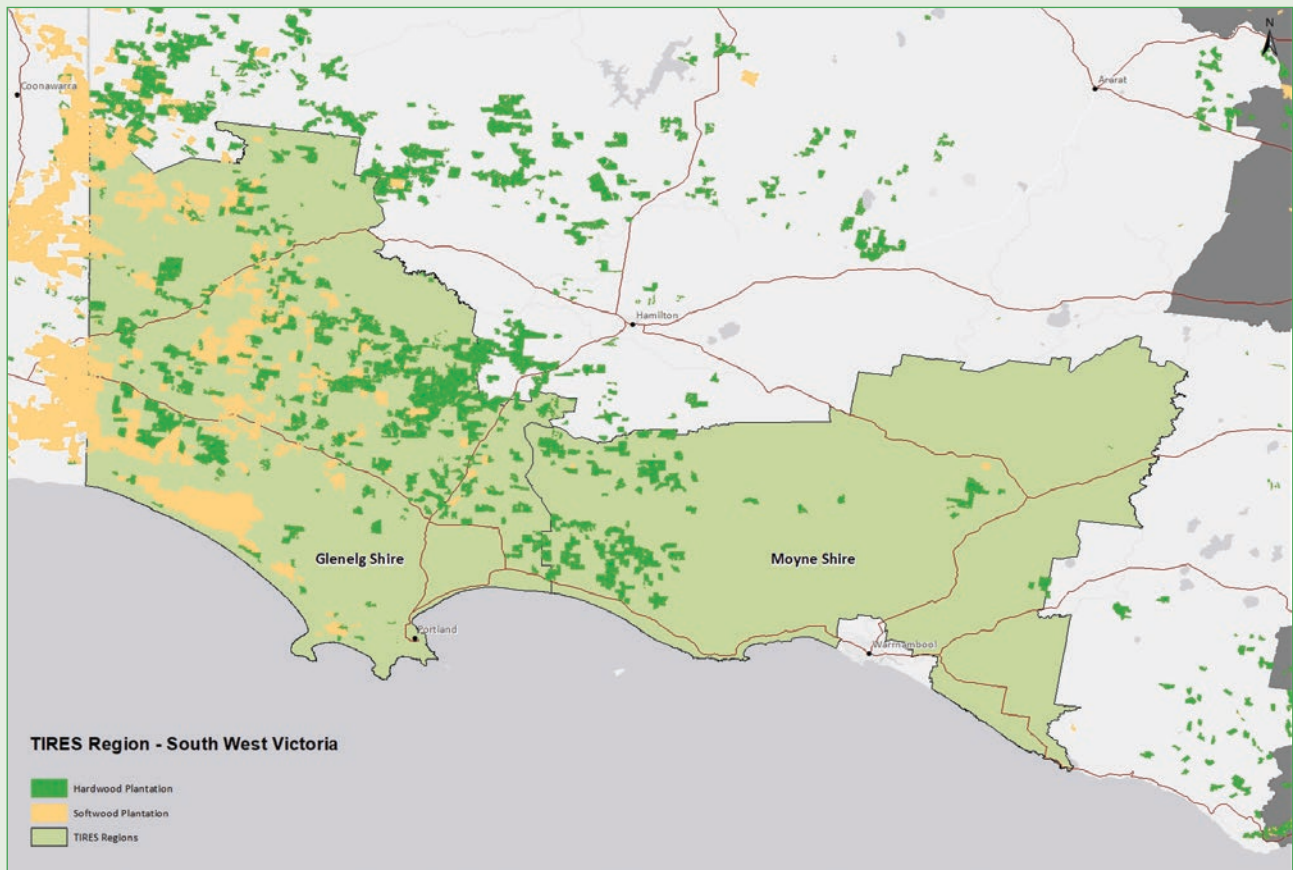 N
Ararat
Coonawarra
Hamilton
Glenelg Shire
Moyne Shire
Portland
Warrnambool
TIRES Region - South West Victoria
Hardwood Plantation
Softwood Plantation
TIRES Regions